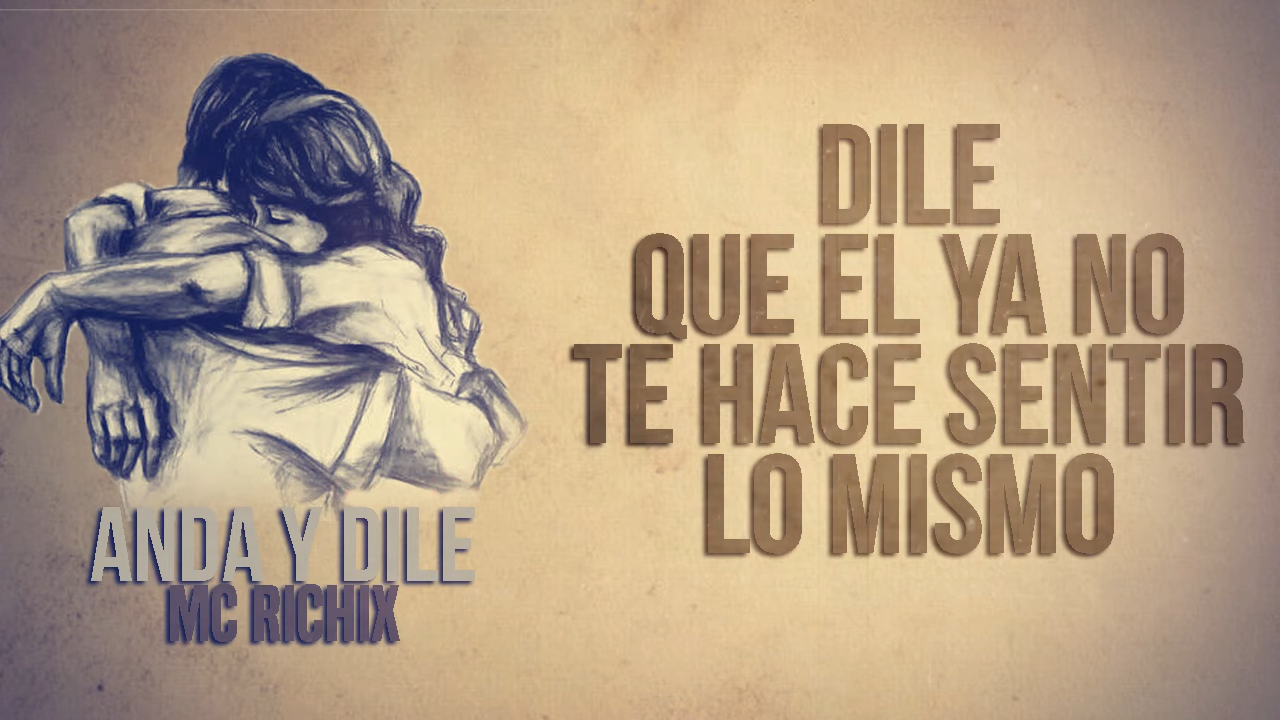 DILE
QUE EL YA NO
TE HACE SENTIR
LO MISMO
ANDA Y DILE
MC RICHIX